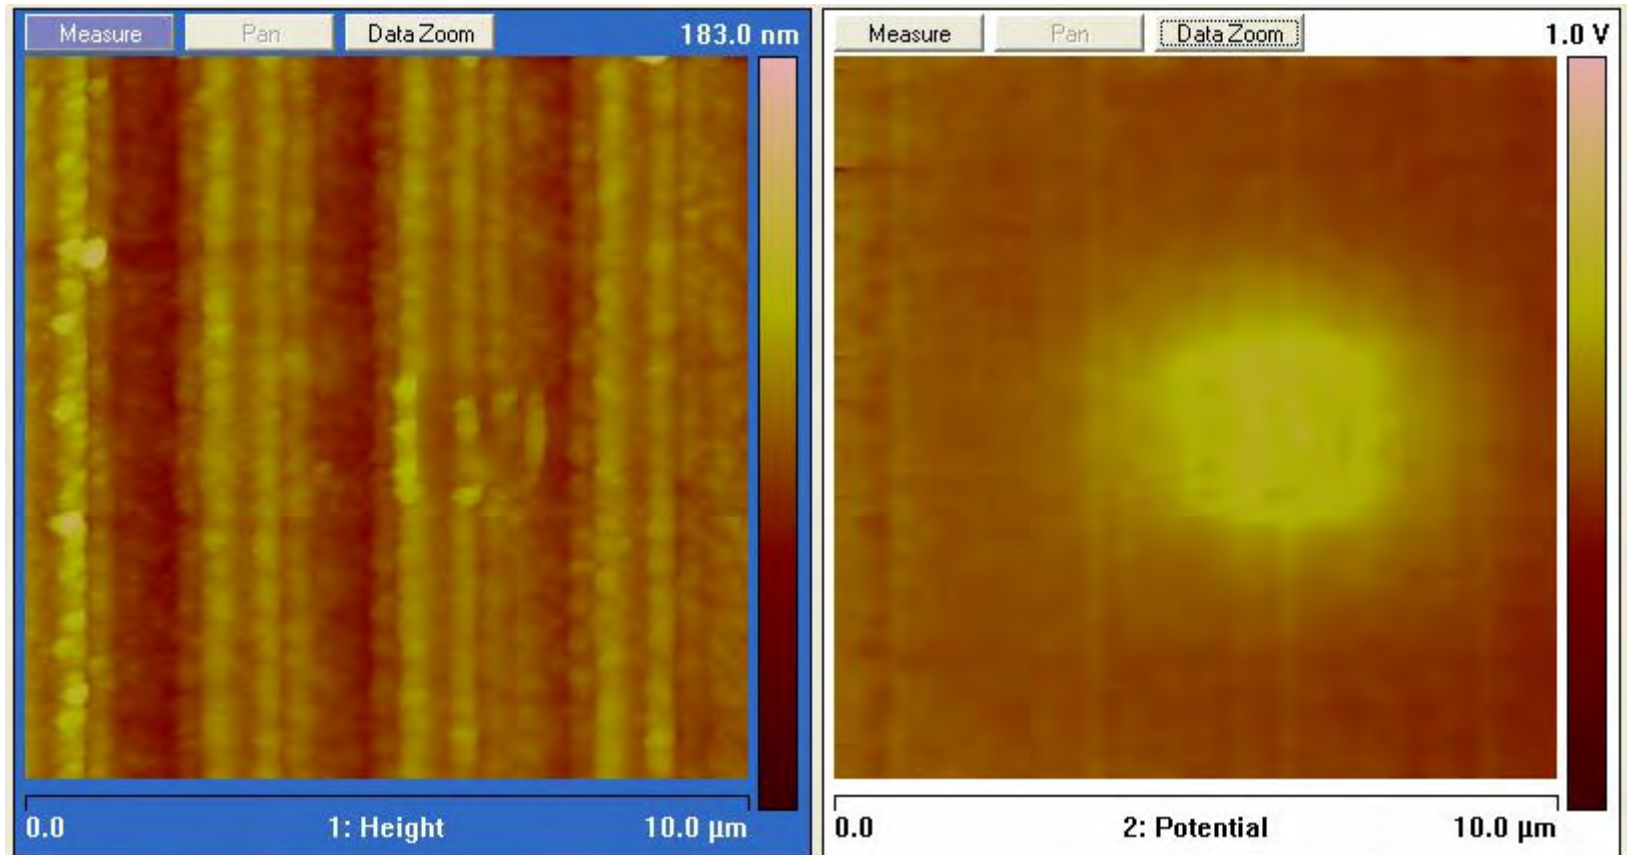 Measure Pan Data Zoom 183.0 nm
0.0 1: Height 10.0 µm
Measure Pan Data Zoom 1.0 V
0.0 2: Potential 10.0 µm